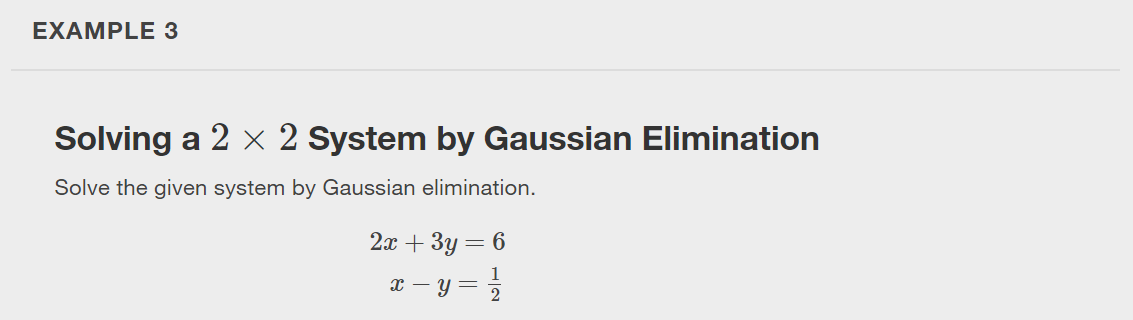 EXAMPLE 3
Solving a 2 × 2 System by Gaussian Elimination
Solve the given system by Gaussian elimination.
2x + 3y = 6
x − y = 1/2